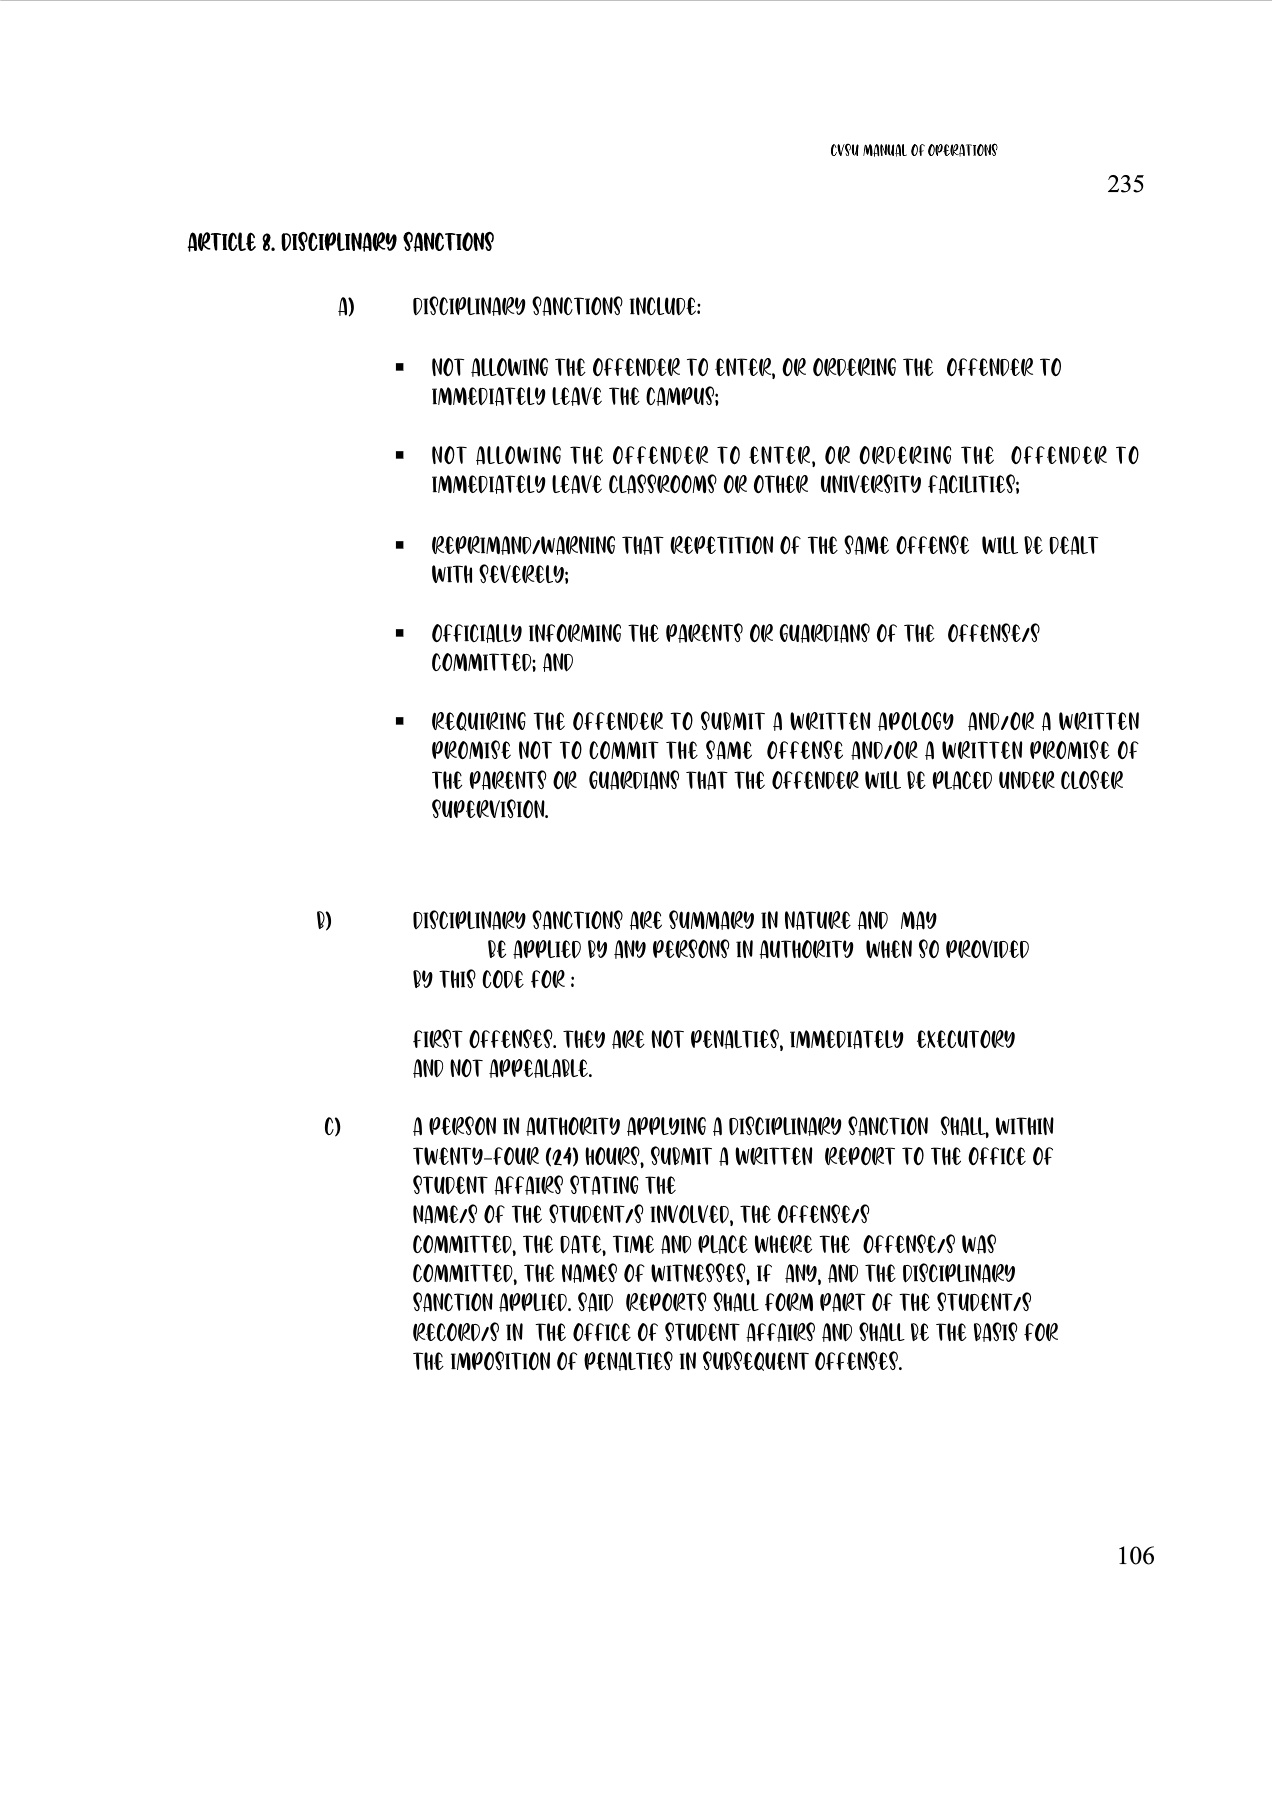 CVSU MANUAL OF OPERATIONS
235
ARTICLE 8. DISCIPLINARY SANCTIONS
A) DISCIPLINARY SANCTIONS INCLUDE:
▪ NOT ALLOWING THE OFFENDER TO ENTER, OR ORDERING THE OFFENDER TO
IMMEDIATELY LEAVE THE CAMPUS;
▪ NOT ALLOWING THE OFFENDER TO ENTER, OR ORDERING THE OFFENDER TO
IMMEDIATELY LEAVE CLASSROOMS OR OTHER UNIVERSITY FACILITIES;
▪ REPRIMAND/WARNING THAT REPETITION OF THE SAME OFFENSE WILL BE DEALT
WITH SEVERELY;
▪ OFFICIALLY INFORMING THE PARENTS OR GUARDIANS OF THE OFFENSE/S
COMMITTED; AND
▪ REQUIRING THE OFFENDER TO SUBMIT A WRITTEN APOLOGY AND/OR A WRITTEN
PROMISE NOT TO COMMIT THE SAME OFFENSE AND/OR A WRITTEN PROMISE OF
THE PARENTS OR GUARDIANS THAT THE OFFENDER WILL BE PLACED UNDER CLOSER
SUPERVISION.
B) DISCIPLINARY SANCTIONS ARE SUMMARY IN NATURE AND MAY
BE APPLIED BY ANY PERSONS IN AUTHORITY WHEN SO PROVIDED
BY THIS CODE FOR :
FIRST OFFENSES. THEY ARE NOT PENALTIES, IMMEDIATELY EXECUTORY
AND NOT APPEALABLE.
C) A PERSON IN AUTHORITY APPLYING A DISCIPLINARY SANCTION SHALL, WITHIN
TWENTY-FOUR (24) HOURS, SUBMIT A WRITTEN REPORT TO THE OFFICE OF
STUDENT AFFAIRS STATING THE
NAME/S OF THE STUDENT/S INVOLVED, THE OFFENSE/S
COMMITTED, THE DATE, TIME AND PLACE WHERE THE OFFENSE/S WAS
COMMITTED, THE NAMES OF WITNESSES, IF ANY, AND THE DISCIPLINARY
SANCTION APPLIED. SAID REPORTS SHALL FORM PART OF THE STUDENT/S
RECORD/S IN THE OFFICE OF STUDENT AFFAIRS AND SHALL BE THE BASIS FOR
THE IMPOSITION OF PENALTIES IN SUBSEQUENT OFFENSES.
106